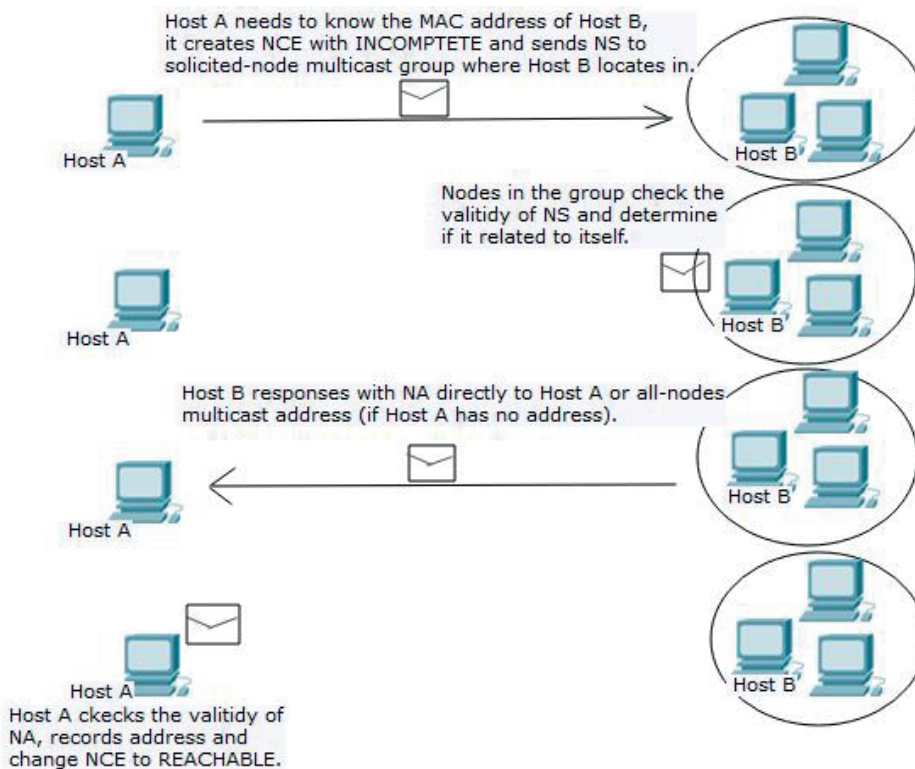 Host A needs to know the MAC address of Host B,
it creates NCE with INCOMPTETE and sends NS to
solicited-node multicast group where Host B locates in.
Host A
Host B
Nodes in the group check the
valitidy of NS and determine
if it related to itself.
Host A
Host B
Host B responses with NA directly to Host A or all-nodes
multicast address (if Host A has no address).
Host A
Host B
Host A
Host B
Host A ckecks the valitidy of
NA, records address and
change NCE to REACHABLE.